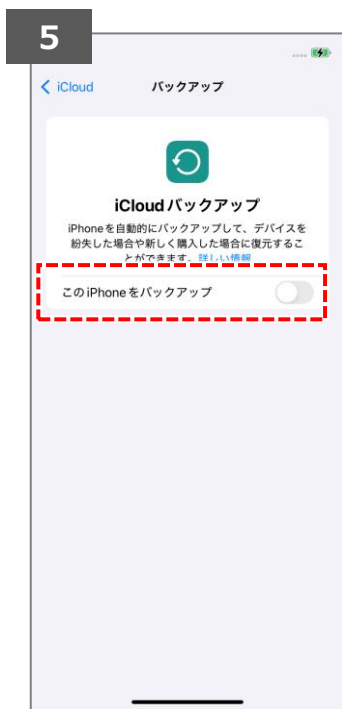 5
iCloud
バックアップ
iCloudバックアップ
iPhoneを自動的にバックアップして、デバイスを
紛失した場合や新しく購入した場合に復元するこ
とができます。詳しい情報
このiPhoneをバックアップ